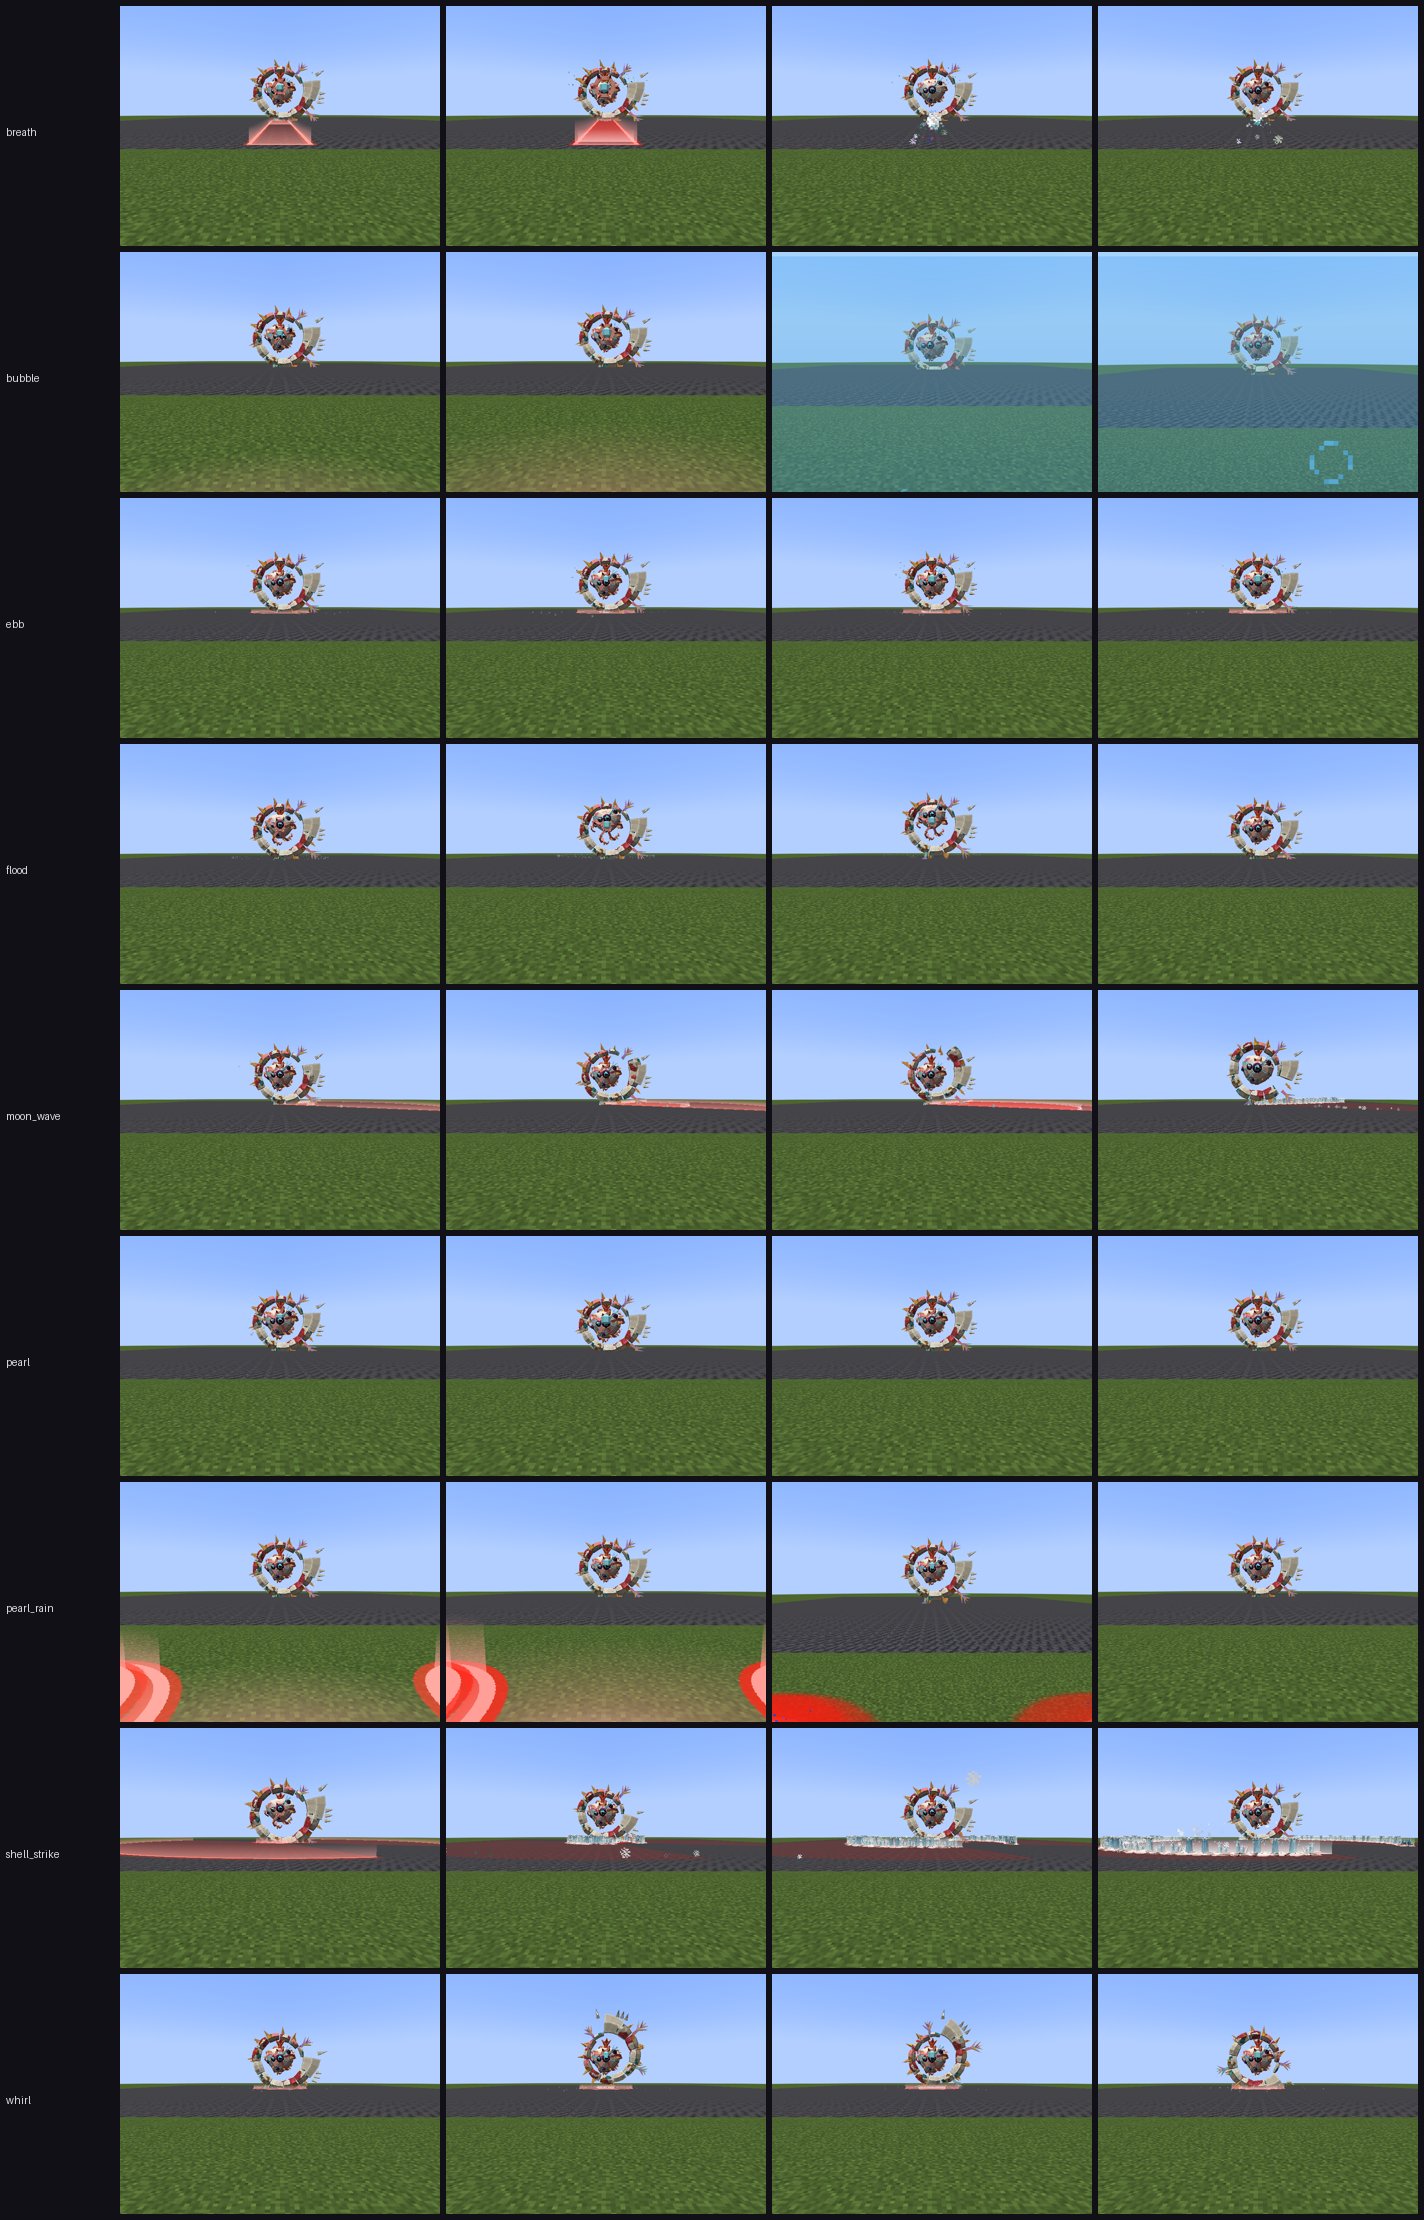 breath
bubble
ebb
flood
moon_wave
pearl
pearl_rain
shell_strike
whirl